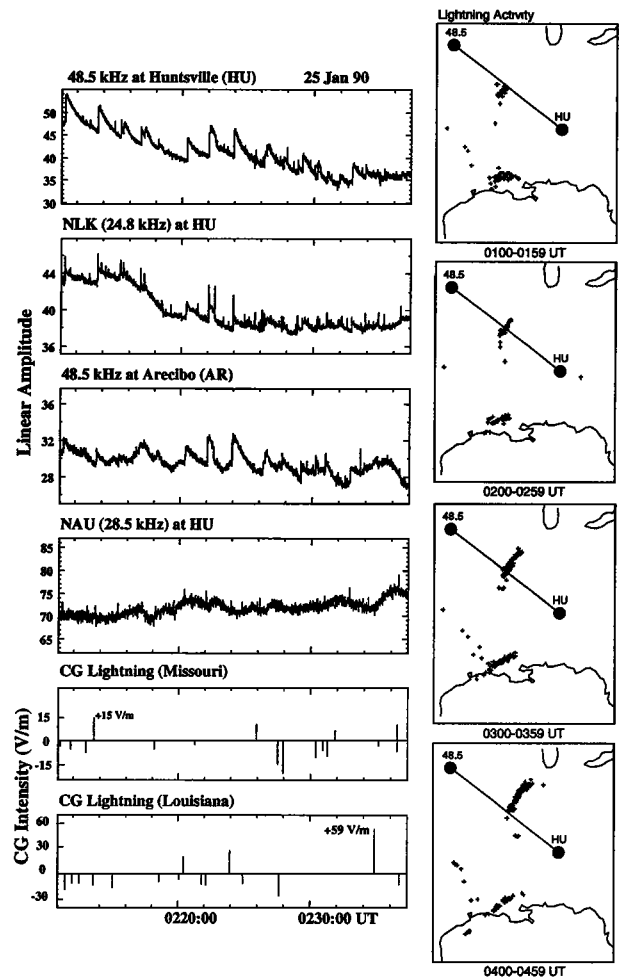 48.5 kHz at Huntsville (HU) 25 Jan 90
50
45
40
35
30
NLK (24.8 kHz) at HU
44
40
36
48.5 kHz at Arecibo (AR)
36
32
28
NAU (28.5 kHz) at HU
85
80
75
70
65
Linear Amplitude
CG Lightning (Missouri)
+15 V/m
15
0
-15
CG Lightning (Louisiana)
+59 V/m
60
30
0
-30
CG Intensity (V/m)
0220:00 0230:00 UT
Lightning Activity
48.5
HU
0100-0159 UT
48.5
HU
0200-0259 UT
48.5
HU
0300-0359 UT
48.5
HU
0400-0459 UT